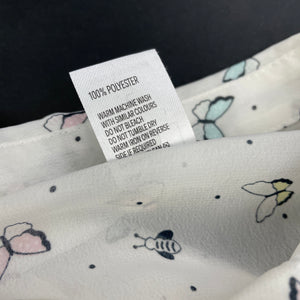 100% POLYESTER
WARM MACHINE WASH
WITH SIMILAR COLOURS
DO NOT BLEACH
DO NOT TUMBLE DRY
WARM IRON ON REVERSE
SIDE IF REQUIRED